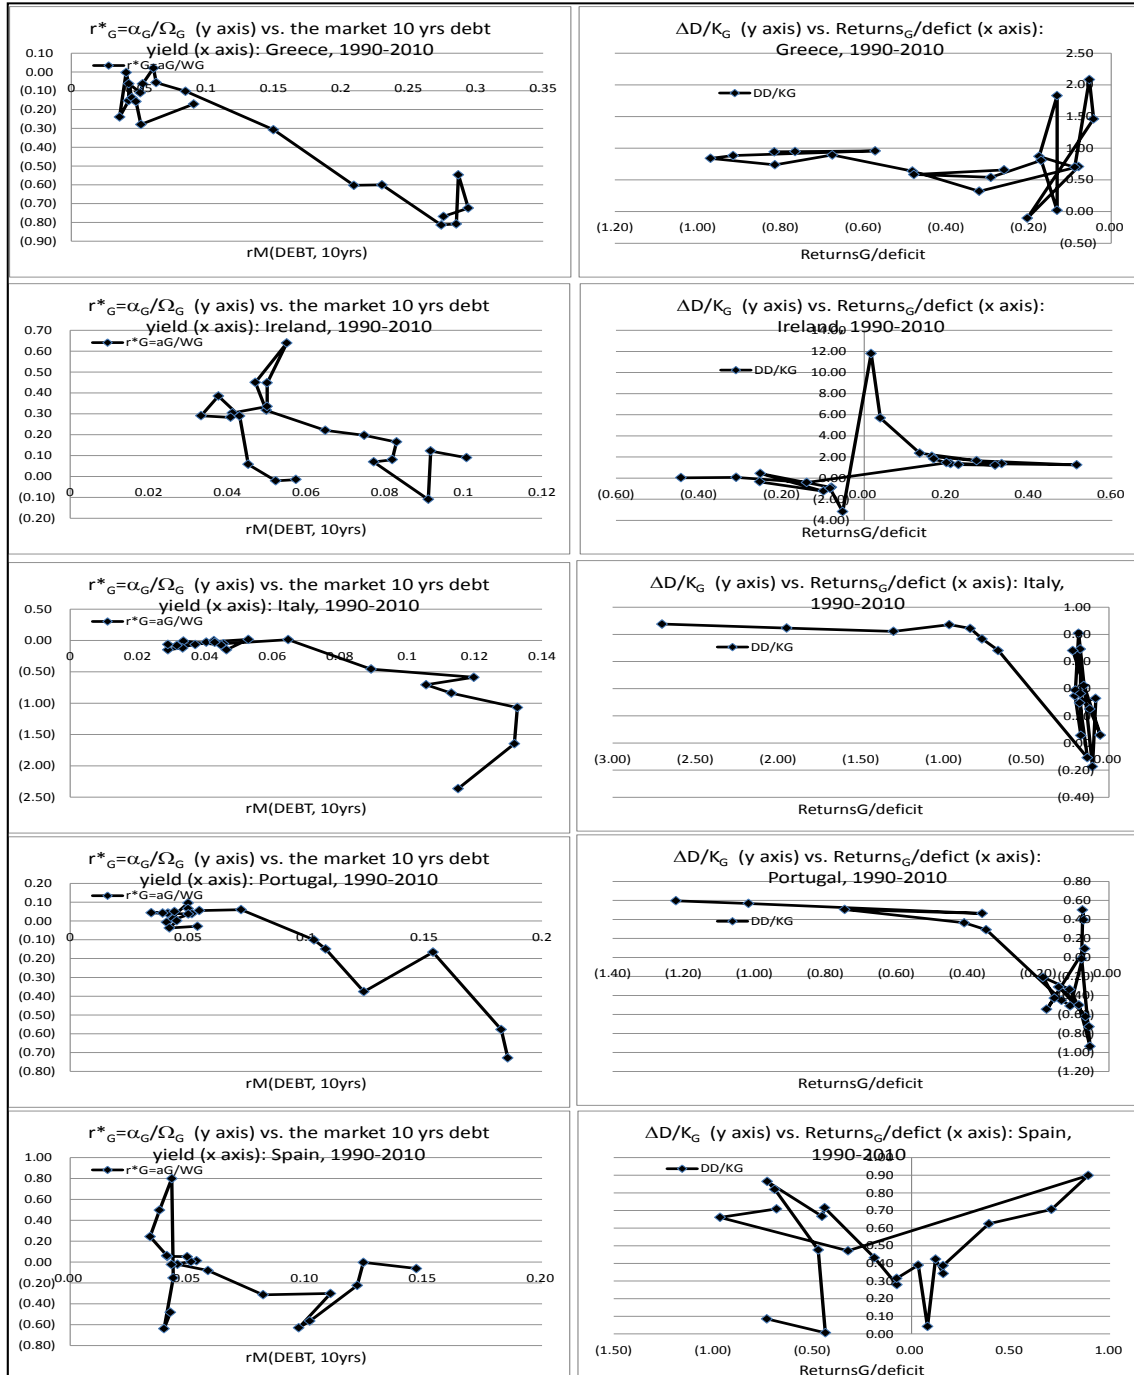 r*G=αG/ΩG (y axis) vs. the market 10 yrs debt
yield (x axis): Greece, 1990-2010
r*G=aG/WG
0.10
0.00
(0.10)
(0.20)
(0.30)
(0.40)
(0.50)
(0.60)
(0.70)
(0.80)
(0.90)
0 0.05 0.1 0.15 0.2 0.25 0.3 0.35
rM(DEBT, 10yrs)
ΔD/KG (y axis) vs. ReturnsG/deficit (x axis):
Greece, 1990-2010
DD/KG
2.50
2.00
1.50
1.00
0.50
0.00
(0.50)
(1.20) (1.00) (0.80) (0.60) (0.40) (0.20) 0.00
ReturnsG/deficit
r*G=αG/ΩG (y axis) vs. the market 10 yrs debt
yield (x axis): Ireland, 1990-2010
r*G=aG/WG
0.70
0.60
0.50
0.40
0.30
0.20
0.10
0.00
(0.10)
(0.20)
0 0.02 0.04 0.06 0.08 0.1 0.12
rM(DEBT, 10yrs)
ΔD/KG (y axis) vs. ReturnsG/defict (x axis):
Ireland, 1990-2010
DD/KG
14.00
12.00
10.00
8.00
6.00
4.00
2.00
0.00
(2.00)
(4.00)
(0.60) (0.40) (0.20) 0.00 0.20 0.40 0.60
ReturnsG/deficit
r*G=αG/ΩG (y axis) vs. the market 10 yrs debt
yield (x axis): Italy, 1990-2010
r*G=aG/WG
0.50
0.00
(0.50)
(1.00)
(1.50)
(2.00)
(2.50)
0 0.02 0.04 0.06 0.08 0.1 0.12 0.14
rM(DEBT, 10yrs)
ΔD/KG (y axis) vs. ReturnsG/defict (x axis): Italy,
1990-2010
DD/KG
1.00
(0.20)
(0.40)
(3.00) (2.50) (2.00) (1.50) (1.00) (0.50) 0.00
ReturnsG/deficit
r*G=αG/ΩG (y axis) vs. the market 10 yrs debt
yield (x axis): Portugal, 1990-2010
r*G=aG/WG
0.20
0.10
0.00
(0.10)
(0.20)
(0.30)
(0.40)
(0.50)
(0.60)
(0.70)
(0.80)
0 0.05 0.1 0.15 0.2
rM(DEBT, 10yrs)
ΔD/KG (y axis) vs. ReturnsG/defict (x axis):
Portugal, 1990-2010
DD/KG
0.80
0.60
0.40
0.20
0.00
(0.20)
(0.40)
(0.60)
(0.80)
(1.00)
(1.20)
(1.40) (1.20) (1.00) (0.80) (0.60) (0.40) (0.20) 0.00
ReturnsG/deficit
r*G=αG/ΩG (y axis) vs. the market 10 yrs debt
yield (x axis): Spain, 1990-2010
r*G=aG/WG
1.00
0.80
0.60
0.40
0.20
0.00
(0.20)
(0.40)
(0.60)
(0.80)
0.00 0.05 0.10 0.15 0.20
rM(DEBT, 10yrs)
ΔD/KG (y axis) vs. ReturnsG/defict (x axis): Spain,
1990-2010
DD/KG
1.00
0.90
0.80
0.70
0.60
0.50
0.40
0.30
0.20
0.10
0.00
(1.50) (1.00) (0.50) 0.00 0.50 1.00
ReturnsG/deficit